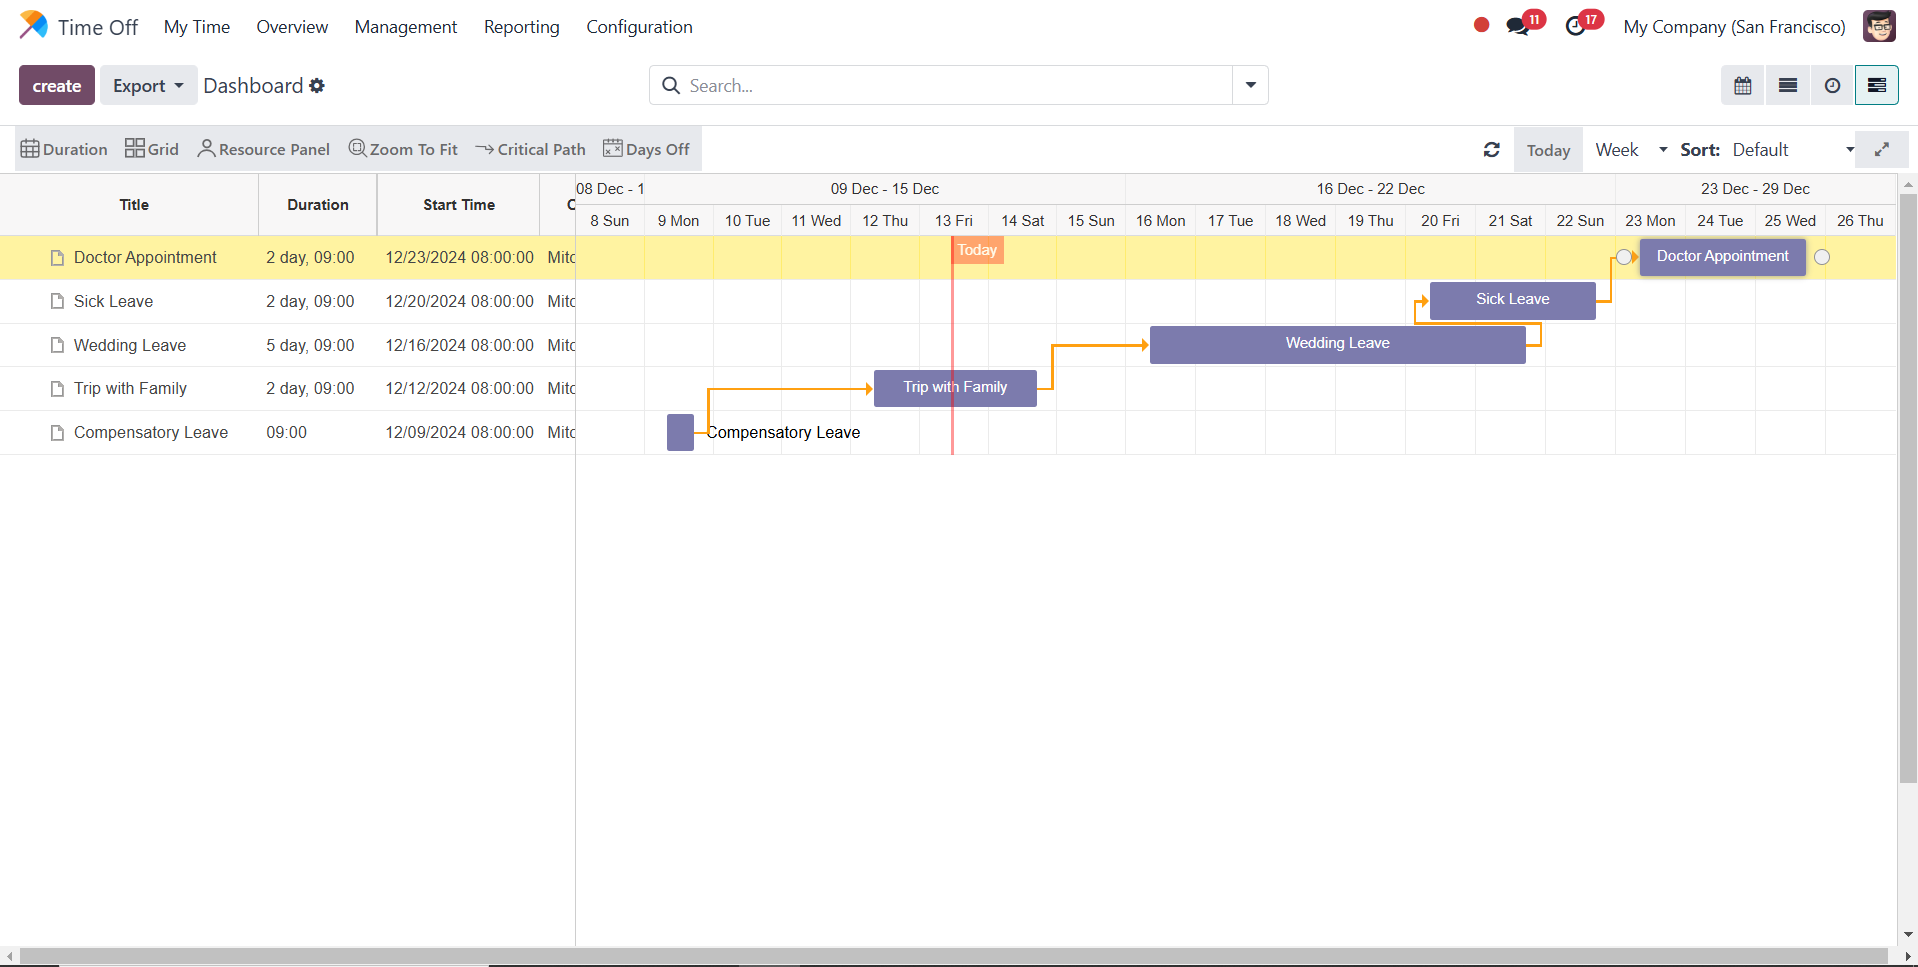 Time Off My Time Overview Management Reporting Configuration 11 17 My Company (San Francisco)
create Export Dashboard Search...
Duration Grid Resource Panel Zoom To Fit Critical Path Days Off Today Week Sort: Default
Title Duration Start Time C
08 Dec - 1 09 Dec - 15 Dec 16 Dec - 22 Dec 23 Dec - 29 Dec
8 Sun 9 Mon 10 Tue 11 Wed 12 Thu 13 Fri 14 Sat 15 Sun 16 Mon 17 Tue 18 Wed 19 Thu 20 Fri 21 Sat 22 Sun 23 Mon 24 Tue 25 Wed 26 Thu
Doctor Appointment 2 day, 09:00 12/23/2024 08:00:00 Mitc Today Doctor Appointment
Sick Leave 2 day, 09:00 12/20/2024 08:00:00 Mitc Sick Leave
Wedding Leave 5 day, 09:00 12/16/2024 08:00:00 Mitc Wedding Leave
Trip with Family 2 day, 09:00 12/12/2024 08:00:00 Mitc Trip with Family
Compensatory Leave 09:00 12/09/2024 08:00:00 Mitc Compensatory Leave